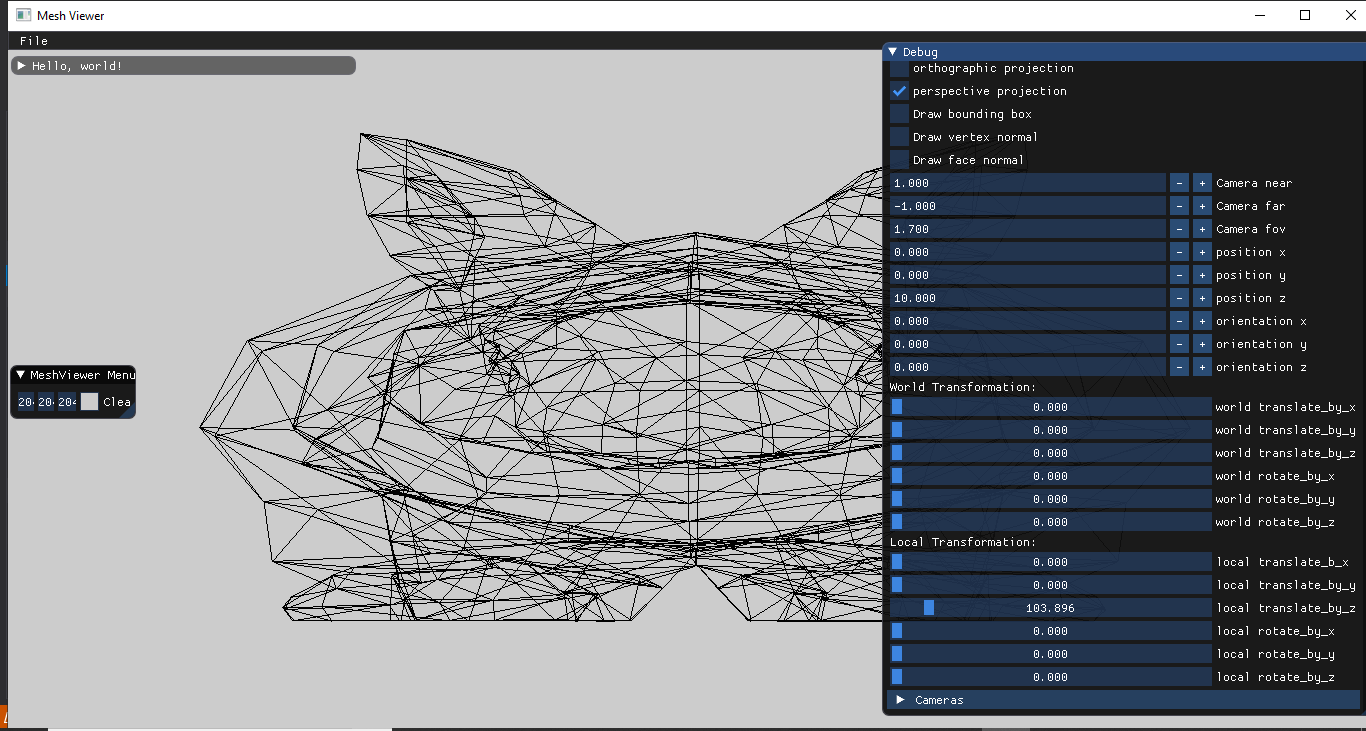 Mesh Viewer
File
Hello, world!
Debug
orthographic projection
perspective projection
Draw bounding box
Draw vertex normal
Draw face normal
1.000 - + Camera near
-1.000 - + Camera far
1.700 - + Camera fov
0.000 - + position x
0.000 - + position y
10.000 - + position z
0.000 - + orientation x
0.000 - + orientation y
0.000 - + orientation z
MeshViewer Menu
20 20 204 Clea
World Transformation:
0.000 world translate_by_x
0.000 world translate_by_y
0.000 world translate_by_z
0.000 world rotate_by_x
0.000 world rotate_by_y
0.000 world rotate_by_z
Local Transformation:
0.000 local translate_b_x
0.000 local translate_by_y
103.896 local translate_by_z
0.000 local rotate_by_x
0.000 local rotate_by_y
0.000 local rotate_by_z
Cameras